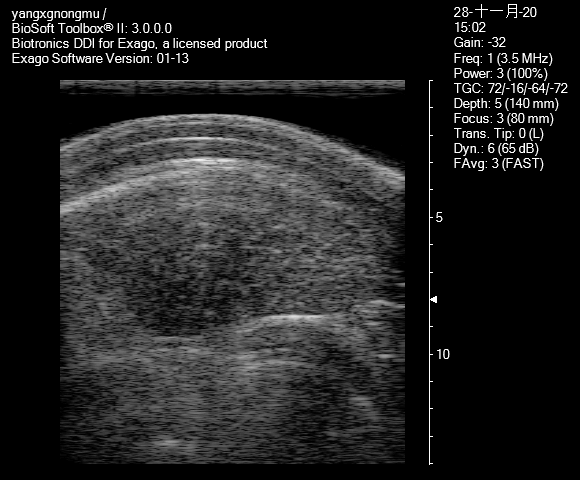 yangxgnongmu /
BioSoft Toolbox® II: 3.0.0.0
Biotronics DDI for Exago, a licensed product
Exago Software Version: 01-13
28-十一月-20
15:02
Gain: -32
Freq: 1 (3.5 MHz)
Power: 3 (100%)
TGC: 72/-16/-64/-72
Depth: 5 (140 mm)
Focus: 3 (80 mm)
Trans. Tip: 0 (L)
Dyn.: 6 (65 dB)
FAvg: 3 (FAST)
5
10